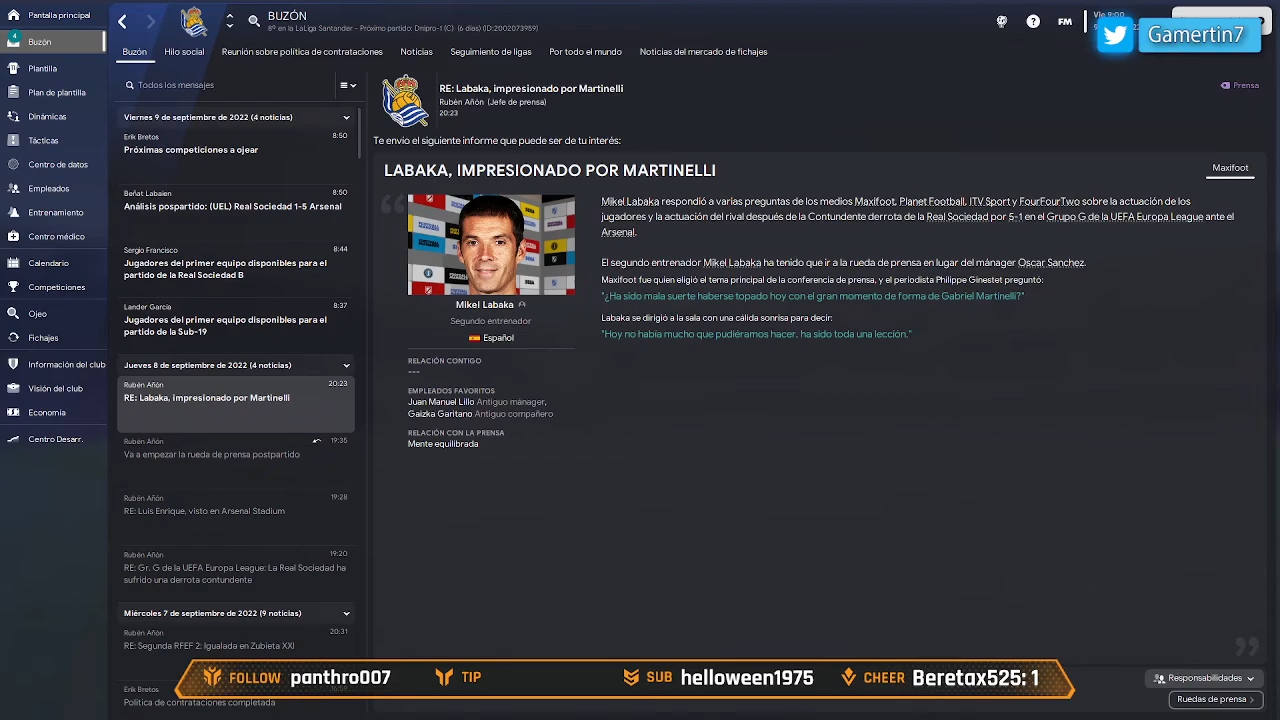 Panel principal
4
Buzón
Plantilla
Plan de plantilla
Dinámicas
Tácticas
Centro de datos
Empleados
Entrenamiento
Centro médico
Calendario
Competiciones
Ojeo
Fichajes
Información del club
Visión del club
Economía
Centro Desarr.
BUZÓN
8º en la LaLiga Santander - Próximo partido: Dnipro-1 (C) (6 días) (ID:2002073959)
FM
Vie 9:00
Gamertin7
Buzón
Hilo social
Reunión sobre política de contrataciones
Noticias
Seguimiento de ligas
Por todo el mundo
Noticias del mercado de fichajes
Todos los mensajes
Viernes 9 de septiembre de 2022 (4 noticias)
Erik Bretos 8:50
Próximas competiciones a ojear
Beñat Labaien 8:50
Análisis pospartido: (UEL) Real Sociedad 1-5 Arsenal
Sergio Francisco 8:44
Jugadores del primer equipo disponibles para el
partido de la Real Sociedad B
Lander García 8:37
Jugadores del primer equipo disponibles para el
partido de la Sub-19
Jueves 8 de septiembre de 2022 (4 noticias)
Rubén Añón 20:23
RE: Labaka, impresionado por Martinelli
Rubén Añón 19:35
Va a empezar la rueda de prensa postpartido
Rubén Añón 19:28
RE: Luis Enrique, visto en Arsenal Stadium
Rubén Añón 19:20
RE: Gr. G de la UEFA Europa League: La Real Sociedad ha
sufrido una derrota contundente
Miércoles 7 de septiembre de 2022 (9 noticias)
Rubén Añón 20:31
RE: Segunda RFEF 2: Igualada en Zubieta XXI
Erik Bretos
Política de contrataciones completada
RE: Labaka, impresionado por Martinelli
Rubén Añón (Jefe de prensa)
20:23
Prensa
Te envío el siguiente informe que puede ser de tu interés:
LABAKA, IMPRESIONADO POR MARTINELLI
Maxifoot
Mikel Labaka
Segundo entrenador
Español
RELACIÓN CONTIGO
---
EMPLEADOS FAVORITOS
Juan Manuel Lillo Antiguo mánager,
Gaizka Garitano Antiguo compañero
RELACIÓN CON LA PRENSA
Mente equilibrada
Mikel Labaka respondió a varias preguntas de los medios Maxifoot, Planet Football, ITV Sport y FourFourTwo sobre la actuación de los
jugadores y la actuación del rival después de la Contundente derrota de la Real Sociedad por 5-1 en el Grupo G de la UEFA Europa League ante el
Arsenal.
El segundo entrenador Mikel Labaka ha tenido que ir a la rueda de prensa en lugar del mánager Oscar Sanchez.
Maxifoot fue quien eligió el tema principal de la conferencia de prensa, y el periodista Philippe Ginestet preguntó:
"¿Ha sido mala suerte haberse topado hoy con el gran momento de forma de Gabriel Martinelli?"
Labaka se dirigió a la sala con una cálida sonrisa para decir:
"Hoy no había mucho que pudiéramos hacer, ha sido toda una lección."
Responsabilidades
Ruedas de prensa
FOLLOW panthro007 TIP SUB helloween1975 CHEER Beretax525: 1